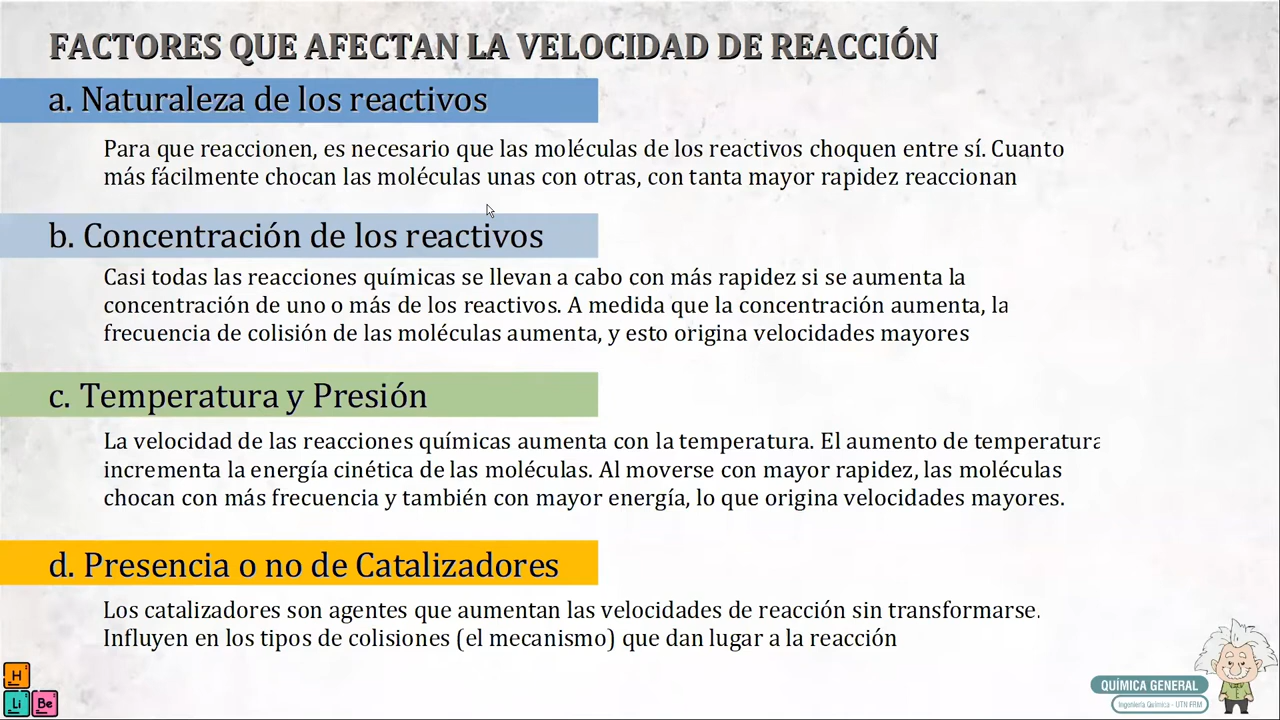 FACTORES QUE AFECTAN LA VELOCIDAD DE REACCIÓN
a. Naturaleza de los reactivos
Para que reaccionen, es necesario que las moléculas de los reactivos choquen entre sí. Cuanto
más fácilmente chocan las moléculas unas con otras, con tanta mayor rapidez reaccionan
b. Concentración de los reactivos
Casi todas las reacciones químicas se llevan a cabo con más rapidez si se aumenta la
concentración de uno o más de los reactivos. A medida que la concentración aumenta, la
frecuencia de colisión de las moléculas aumenta, y esto origina velocidades mayores
c. Temperatura y Presión
La velocidad de las reacciones químicas aumenta con la temperatura. El aumento de temperatura
incrementa la energía cinética de las moléculas. Al moverse con mayor rapidez, las moléculas
chocan con más frecuencia y también con mayor energía, lo que origina velocidades mayores.
d. Presencia o no de Catalizadores
Los catalizadores son agentes que aumentan las velocidades de reacción sin transformarse.
Influyen en los tipos de colisiones (el mecanismo) que dan lugar a la reacción
H
Li Be
QUÍMICA GENERAL
Ingeniería Química - UTN FRM